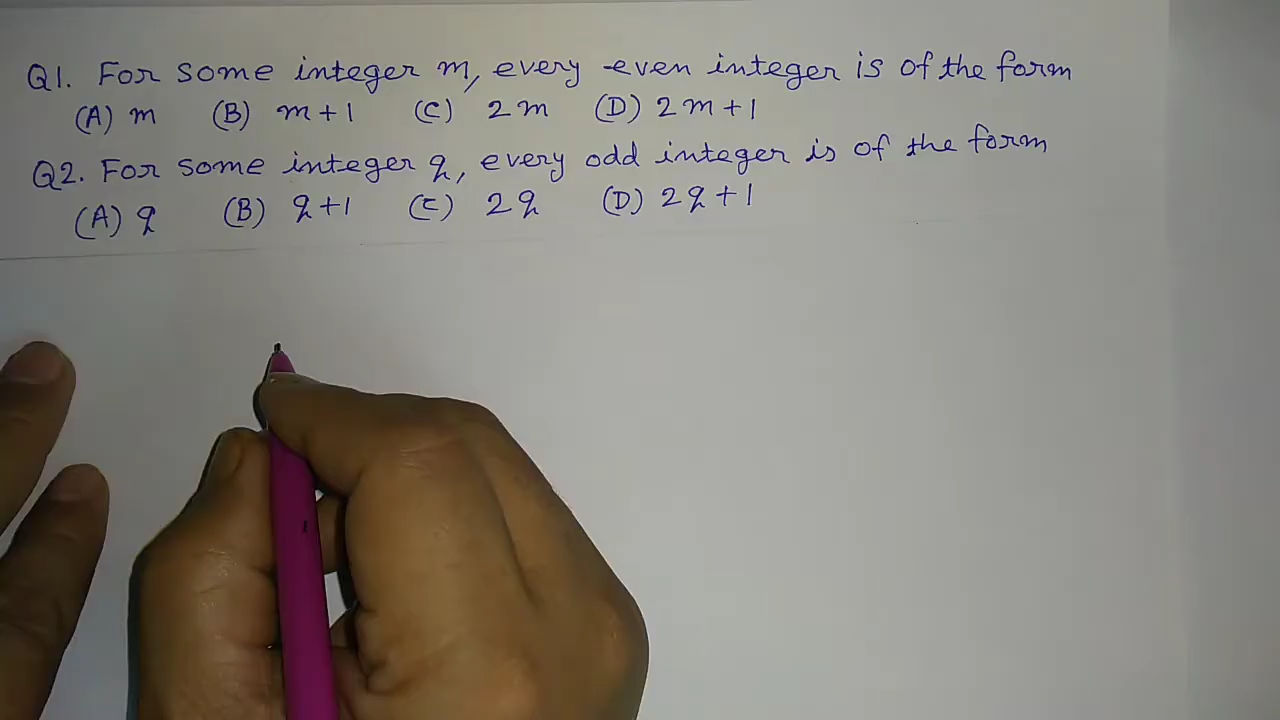 Q1. For some integer m, every even integer is of the form
(A) m (B) m+1 (C) 2m (D) 2m+1
Q2. For some integer q, every odd integer is of the form
(A) q (B) q+1 (C) 2q (D) 2q+1